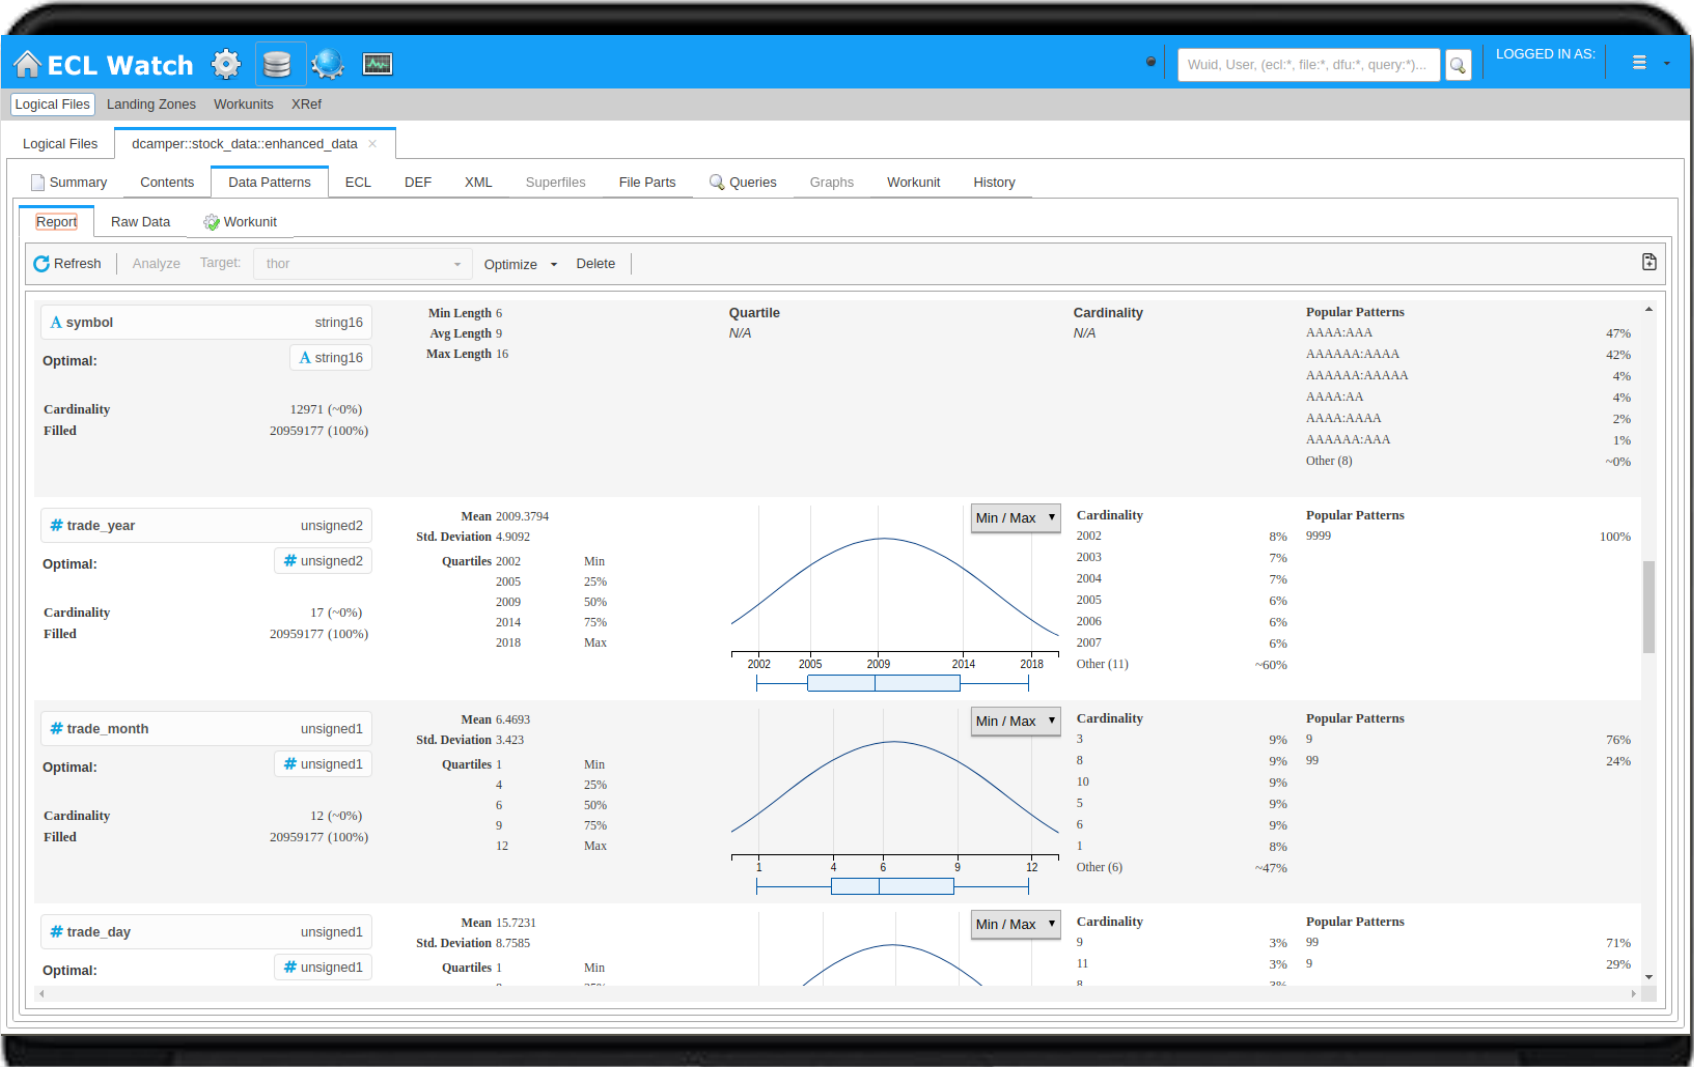 ECL Watch
Wuid, User, (ecl:*, file:*, dfu:*, query:*)...
LOGGED IN AS:
Logical Files Landing Zones Workunits XRef
Logical Files dcamper::stock_data::enhanced_data ×
Summary Contents Data Patterns ECL DEF XML Superfiles File Parts Queries Graphs Workunit History
Report Raw Data Workunit
Refresh Analyze Target: thor Optimize Delete
A symbol string16
Optimal: A string16
Cardinality 12971 (~0%)
Filled 20959177 (100%)
Min Length 6
Avg Length 9
Max Length 16
Quartile
N/A
Cardinality
N/A
Popular Patterns
AAAA:AAA 47%
AAAAAA:AAAA 42%
AAAAAA:AAAAA 4%
AAAA:AA 4%
AAAA:AAAA 2%
AAAAAA:AAA 1%
Other (8) ~0%
# trade_year unsigned2
Optimal: # unsigned2
Cardinality 17 (~0%)
Filled 20959177 (100%)
Mean 2009.3794
Std. Deviation 4.9092
Quartiles 2002 Min
2005 25%
2009 50%
2014 75%
2018 Max
Min / Max
2002 2005 2009 2014 2018
Cardinality
2002 8%
2003 7%
2004 7%
2005 6%
2006 6%
2007 6%
Other (11) ~60%
Popular Patterns
9999 100%
# trade_month unsigned1
Optimal: # unsigned1
Cardinality 12 (~0%)
Filled 20959177 (100%)
Mean 6.4693
Std. Deviation 3.423
Quartiles 1 Min
4 25%
6 50%
9 75%
12 Max
Min / Max
1 4 6 9 12
Cardinality
3 9%
8 9%
10 9%
5 9%
6 9%
1 8%
Other (6) ~47%
Popular Patterns
9 76%
99 24%
# trade_day unsigned1
Optimal: # unsigned1
Mean 15.7231
Std. Deviation 8.7585
Quartiles 1 Min
Min / Max
Cardinality
9 3%
11 3%
8 3%
Popular Patterns
99 71%
9 29%